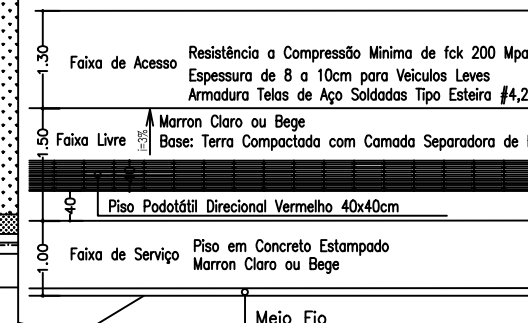 1.30
Faixa de Acesso
Resistência a Compressão Minima de fck 200 Mpa
Espessura de 8 a 10cm para Veiculos Leves
Armadura Telas de Aço Soldadas Tipo Esteira #4,2
1.50
Faixa Livre
i=3%
Marron Claro ou Bege
Base: Terra Compactada com Camada Separadora de
40
Piso Podotátil Direcional Vermelho 40x40cm
1.00
Faixa de Serviço
Piso em Concreto Estampado
Marron Claro ou Bege
Meio Fio